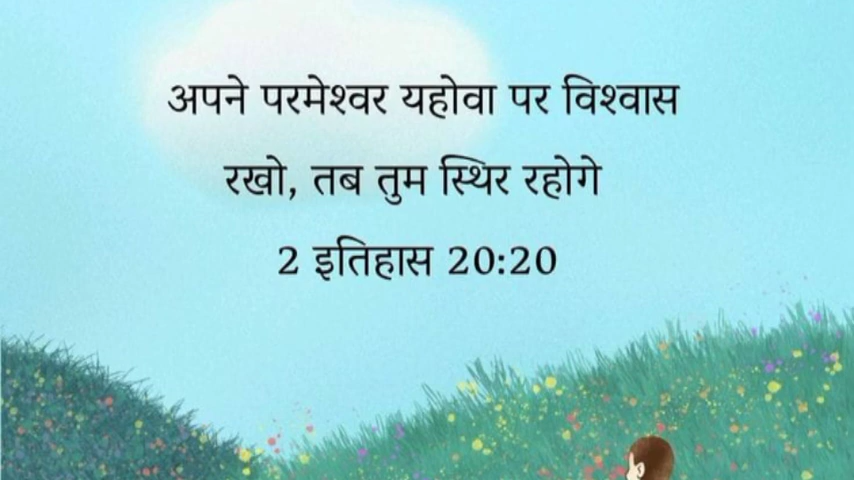 अपने परमेश्वर यहोवा पर विश्वास
रखो, तब तुम स्थिर रहोगे
2 इतिहास 20:20